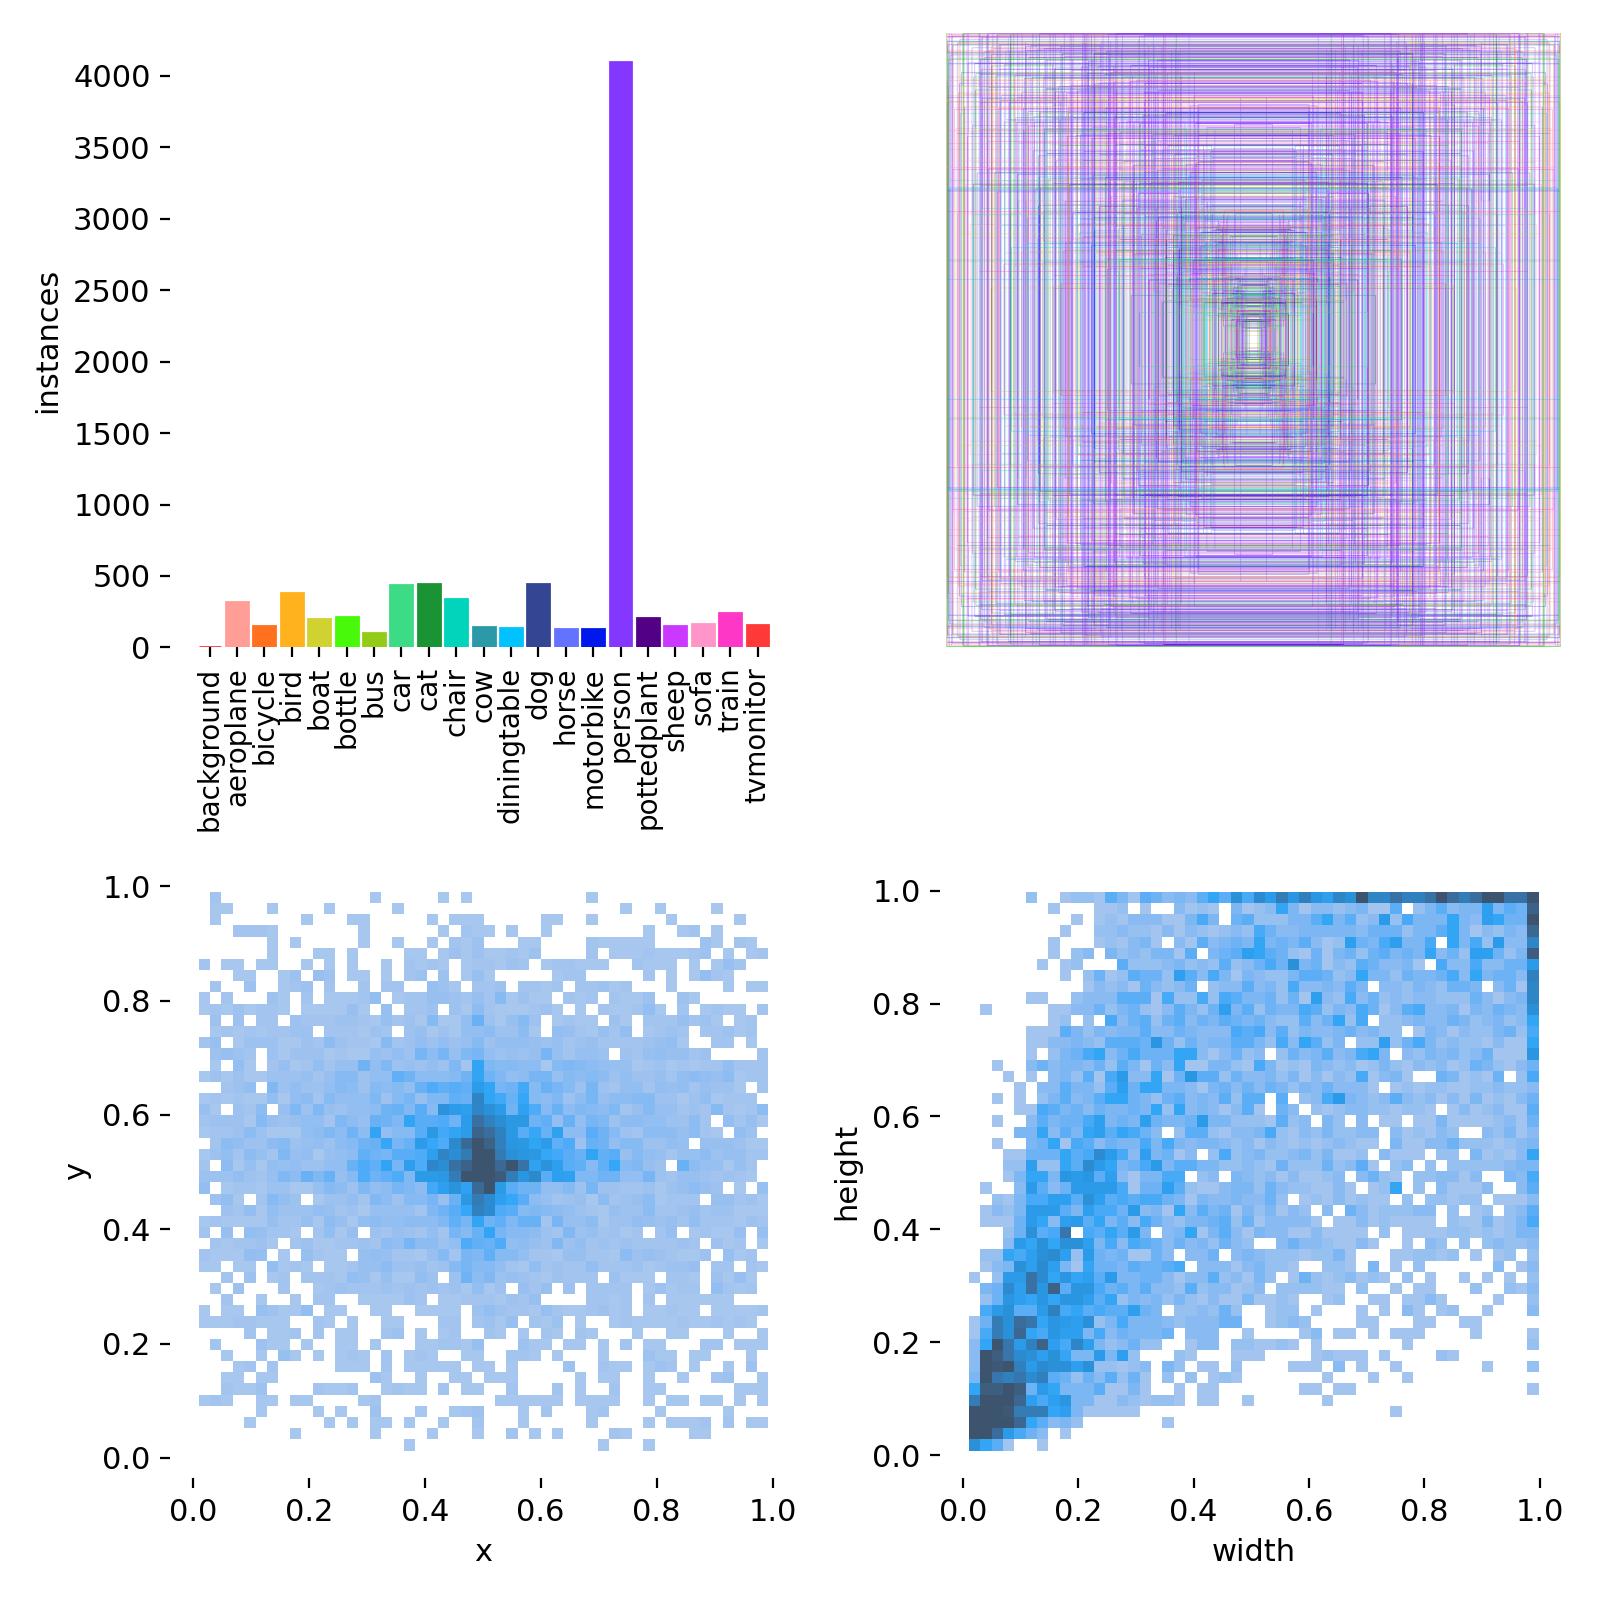 instances
4000
3500
3000
2500
2000
1500
1000
500
0
background
aeroplane
bicycle
bird
boat
bottle
bus
car
cat
chair
cow
diningtable
dog
horse
motorbike
person
pottedplant
sheep
sofa
train
tvmonitor
y
1.0
0.8
0.6
0.4
0.2
0.0
0.0 0.2 0.4 0.6 0.8 1.0
x
height
1.0
0.8
0.6
0.4
0.2
0.0
0.0 0.2 0.4 0.6 0.8 1.0
width